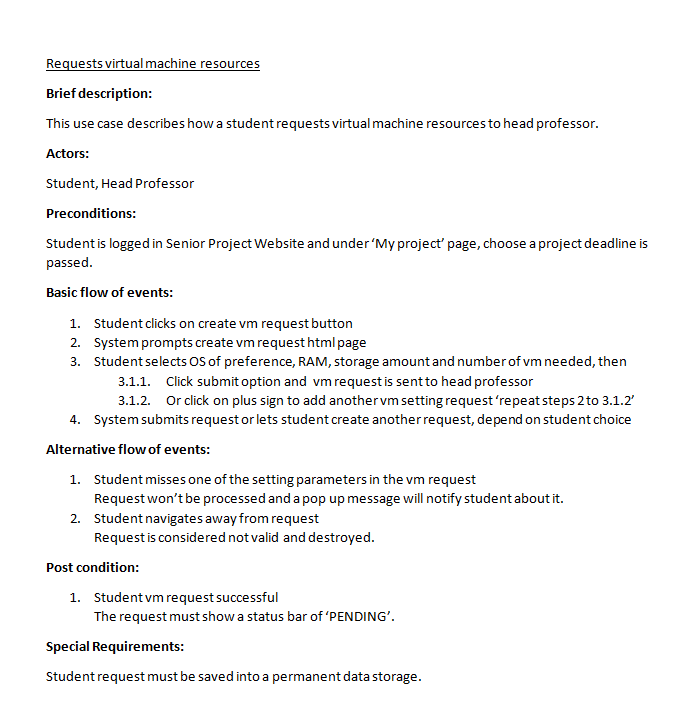 Requests virtual machine resources
Brief description:
This use case describes how a student requests virtual machine resources to head professor.
Actors:
Student, Head Professor
Preconditions:
Student is logged in Senior Project Website and under ‘My project’ page, choose a project deadline is
passed.
Basic flow of events:
1. Student clicks on create vm request button
2. System prompts create vm request html page
3. Student selects OS of preference, RAM, storage amount and number of vm needed, then
3.1.1. Click submit option and vm request is sent to head professor
3.1.2. Or click on plus sign to add another vm setting request ‘repeat steps 2 to 3.1.2’
4. System submits request or lets student create another request, depend on student choice
Alternative flow of events:
1. Student misses one of the setting parameters in the vm request
Request won’t be processed and a pop up message will notify student about it.
2. Student navigates away from request
Request is considered not valid and destroyed.
Post condition:
1. Student vm request successful
The request must show a status bar of ‘PENDING’.
Special Requirements:
Student request must be saved into a permanent data storage.